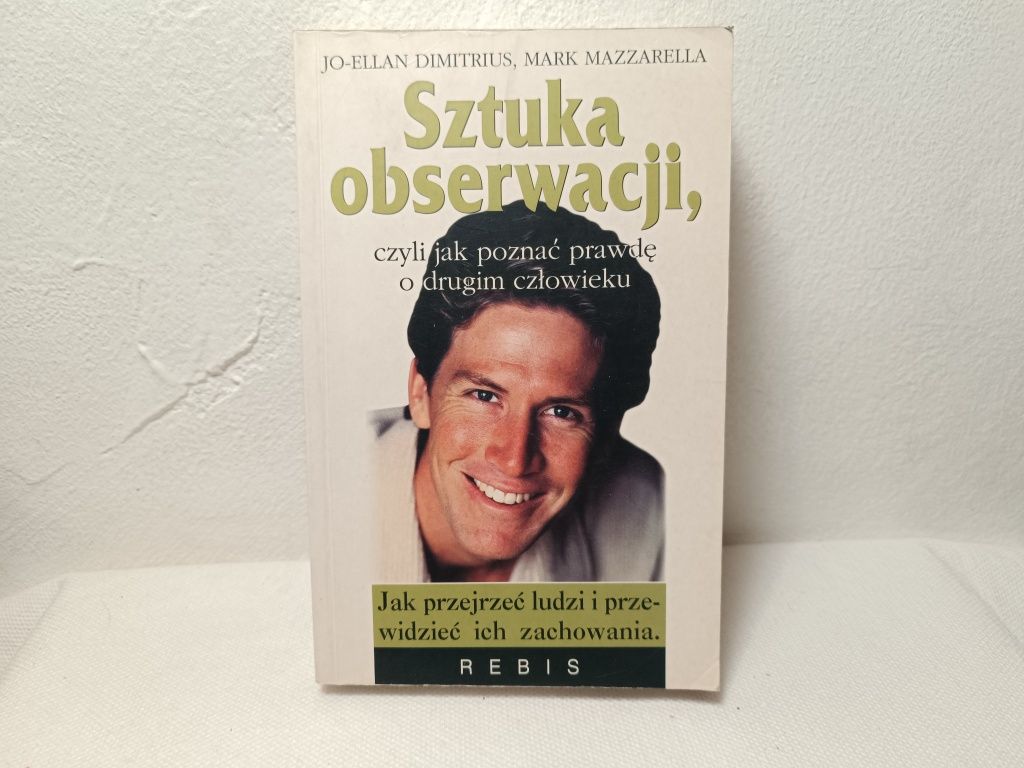 JO-ELLAN DIMITRIUS, MARK MAZZARELLA
Sztuka
obserwacji,
czyli jak poznać prawdę
o drugim człowieku
Jak przejrzeć ludzi i prze-
widzieć ich zachowania.
REBIS